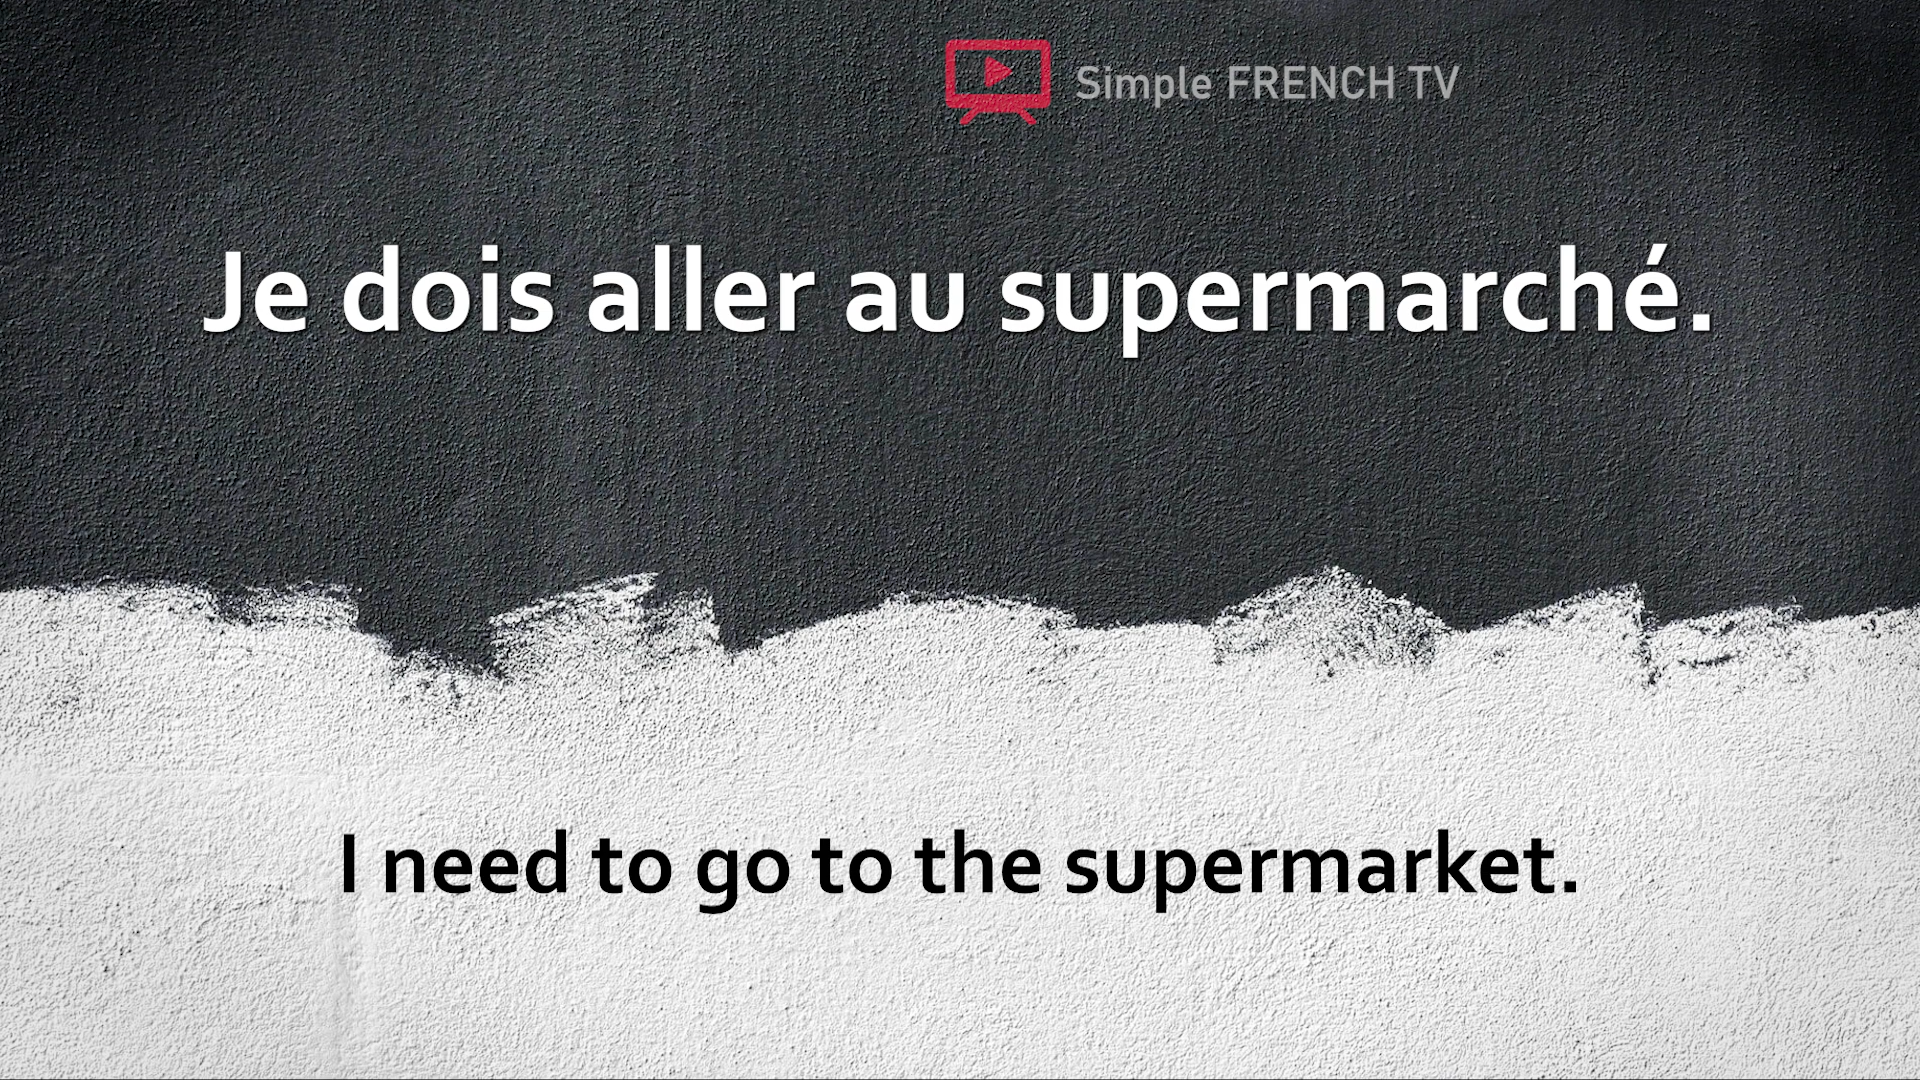 Simple FRENCH TV
Je dois aller au supermarché.
I need to go to the supermarket.